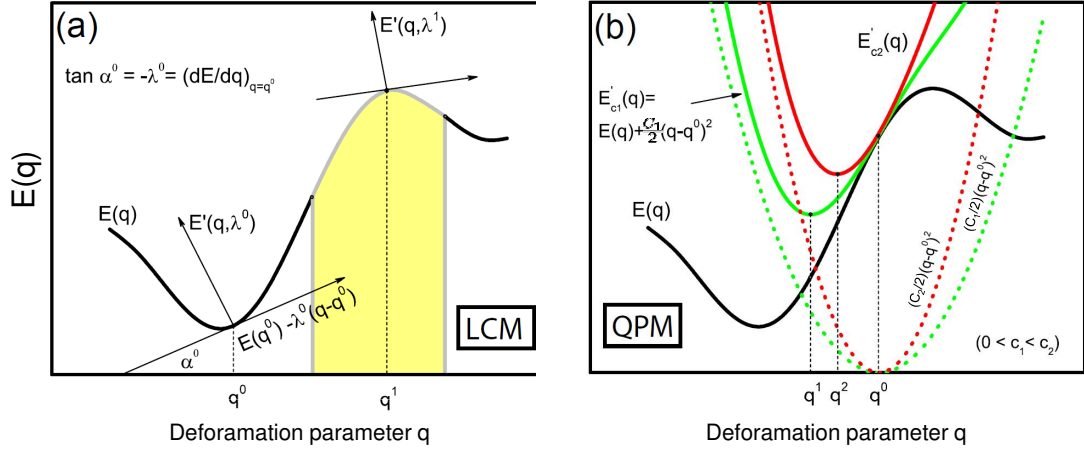 (a)
E'(q,λ¹)
tan α⁰ = -λ⁰= (dE/dq)q=q⁰
E(q)
E(q)
E'(q,λ⁰)
E(q⁰) -λ⁰(q-q⁰)
α⁰
LCM
q⁰
q¹
Deforamation parameter q
(b)
E'c2(q)
E'c1(q)=
E(q)+C1/2(q-q⁰)²
E(q)
(C₁/2)(q-q⁰)²
(C₂/2)(q-q⁰)²
QPM
(0 < c₁ < c₂)
q¹
q²
q⁰
Deforamation parameter q